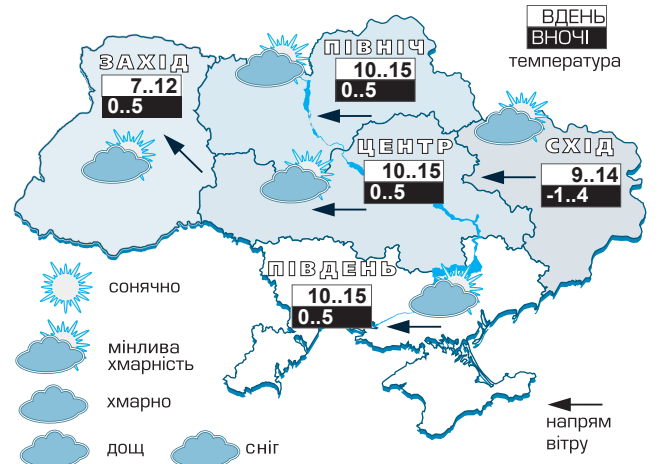 ВДЕНЬ
ВНОЧІ
температура
ПІВНІЧ
10..15
0..5
ЗАХІД
7..12
0..5
ЦЕНТР
10..15
0..5
СХІД
9..14
-1..4
ПІВДЕНЬ
10..15
0..5
сонячно
мінлива
хмарність
хмарно
дощ
сніг
напрям
вітру